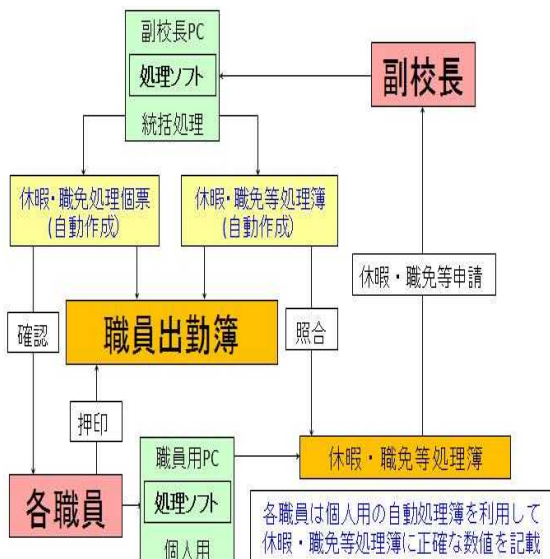 副校長PC
処理ソフト
統括処理
副校長
休暇・職免処理個票
(自動作成)
休暇・職免等処理簿
(自動作成)
休暇・職免等申請
確認
職員出勤簿
照合
押印
各職員
職員用PC
処理ソフト
個人用
休暇・職免等処理簿
各職員は個人用の自動処理簿を利用して
休暇・職免等処理簿に正確な数値を記載